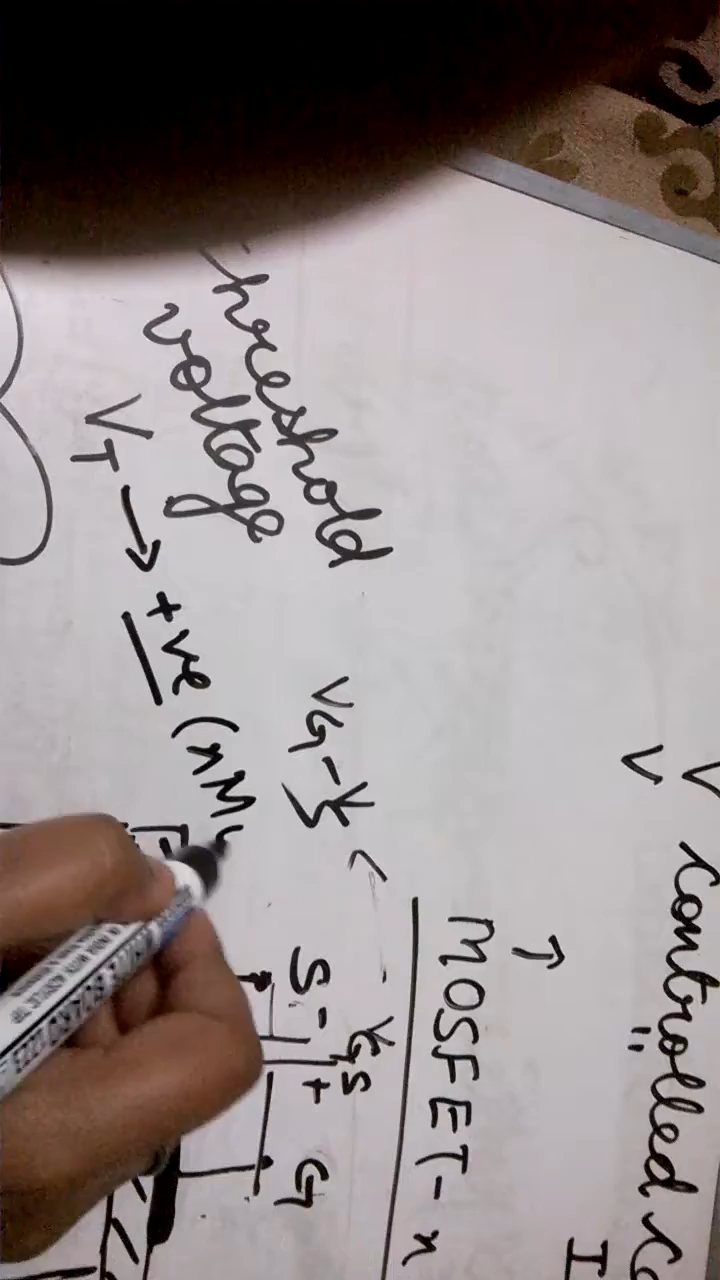 V controlled
V
I
MOSFET - n
VG - VS <
Threshold
voltage
VGS
S - + G
VT → +ve (nM